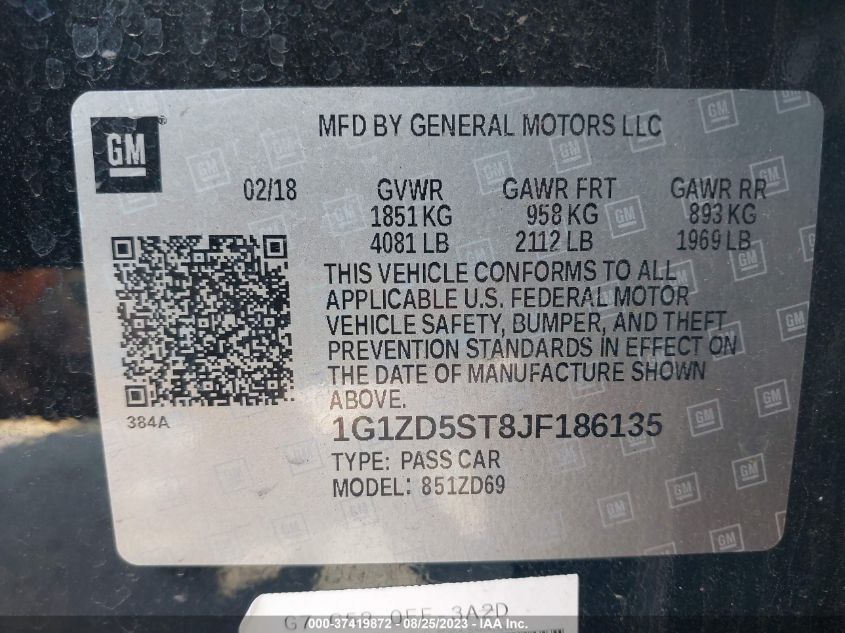 GM
MFD BY GENERAL MOTORS LLC
02/18 GVWR GAWR FRT GAWR RR
1851 KG 958 KG 893 KG
4081 LB 2112 LB 1969 LB
THIS VEHICLE CONFORMS TO ALL
APPLICABLE U.S. FEDERAL MOTOR
VEHICLE SAFETY, BUMPER, AND THEFT
PREVENTION STANDARDS IN EFFECT ON
THE DATE OF MANUFACTURE SHOWN
ABOVE.
384A
1G1ZD5ST8JF186135
TYPE: PASS CAR
MODEL: 851ZD69
000-37419872 - 08/25/2023 - IAA Inc.